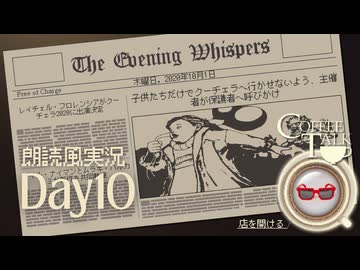 The Evening Whispers
木曜日, 2020年10月1日
Free of Charge
レイチェル・フロレンシアがクーチェラ2020に出演決定
子供たちだけでクーチェラへ行かせないよう、主催者が保護者へ呼びかけ
朗読風実況
Day10
COFFEE
TALK
店を開ける